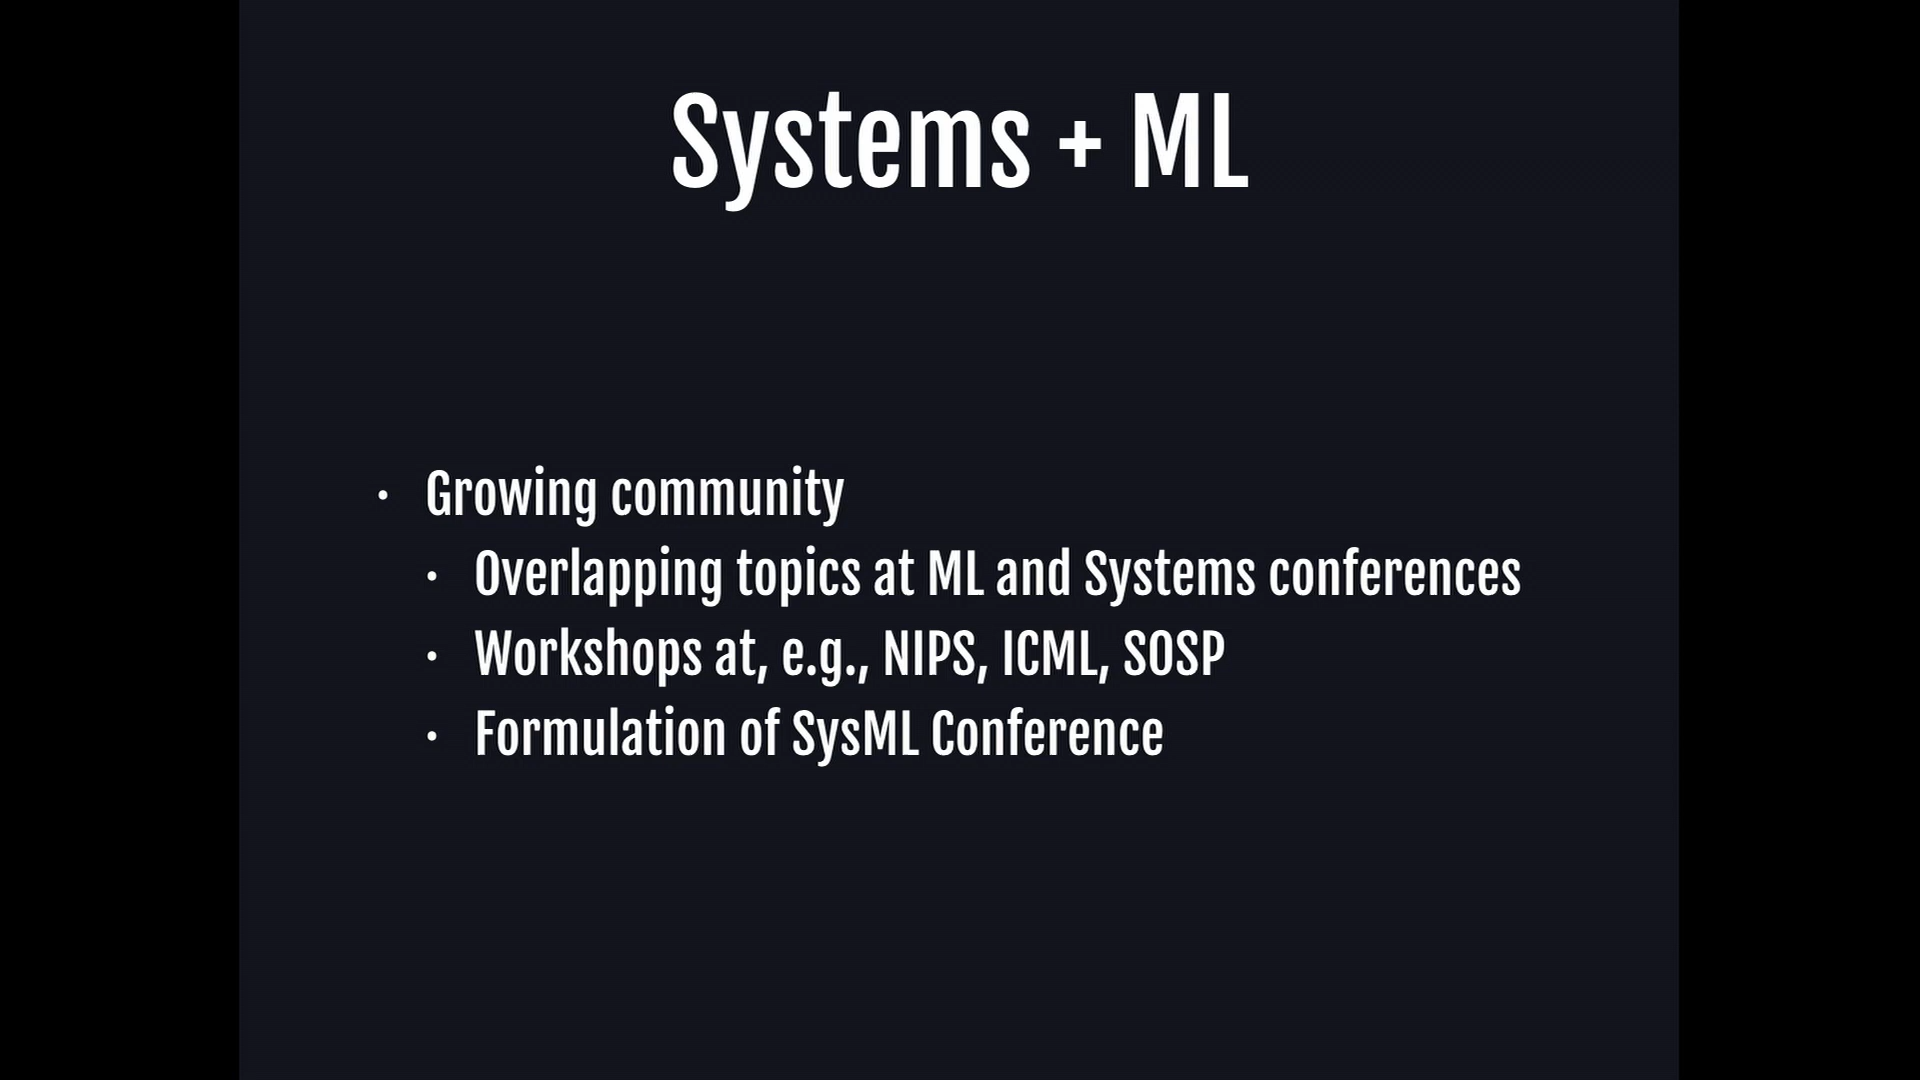 Systems + ML
• Growing community
• Overlapping topics at ML and Systems conferences
• Workshops at, e.g., NIPS, ICML, SOSP
• Formulation of SysML Conference